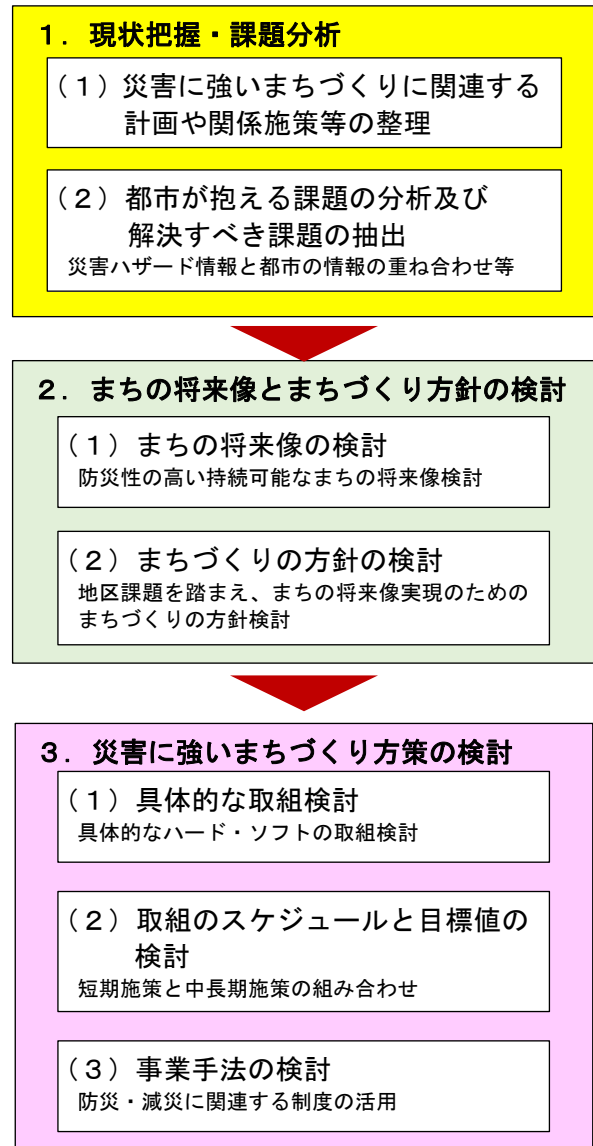 １．現状把握・課題分析
（１）災害に強いまちづくりに関連する
計画や関係施策等の整理
（２）都市が抱える課題の分析及び
解決すべき課題の抽出
災害ハザード情報と都市の情報の重ね合わせ等
２．まちの将来像とまちづくり方針の検討
（１）まちの将来像の検討
防災性の高い持続可能なまちの将来像検討
（２）まちづくりの方針の検討
地区課題を踏まえ、まちの将来像実現のための
まちづくりの方針検討
３．災害に強いまちづくり方策の検討
（１）具体的な取組検討
具体的なハード・ソフトの取組検討
（２）取組のスケジュールと目標値の
検討
短期施策と中長期施策の組み合わせ
（３）事業手法の検討
防災・減災に関連する制度の活用